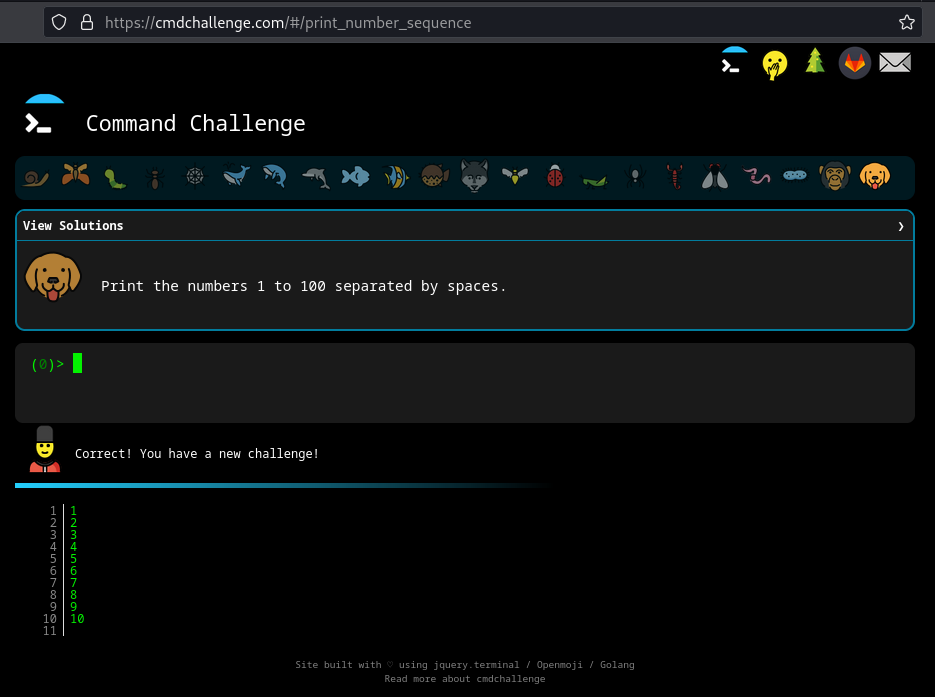 https://cmdchallenge.com/#/print_number_sequence
Command Challenge
View Solutions
Print the numbers 1 to 100 separated by spaces.
(0)>
Correct! You have a new challenge!
1 1
2 2
3 3
4 4
5 5
6 6
7 7
8 8
9 9
10 10
11
Site built with ♡ using jquery.terminal / Openmoji / Golang
Read more about cmdchallenge